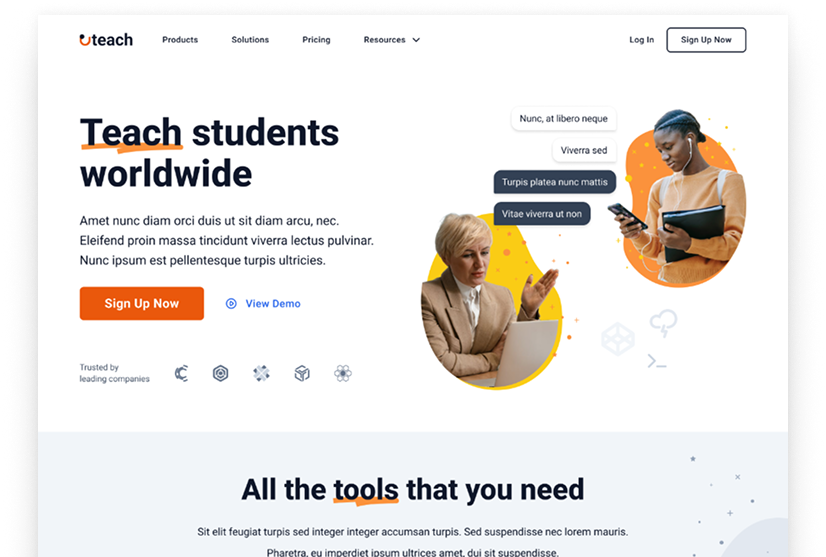 uteach
Products
Solutions
Pricing
Resources
Log In
Sign Up Now
Teach students
worldwide
Amet nunc diam orci duis ut sit diam arcu, nec.
Eleifend proin massa tincidunt viverra lectus pulvinar.
Nunc ipsum est pellentesque turpis ultricies.
Sign Up Now
View Demo
Trusted by
leading companies
Nunc, at libero neque
Viverra sed
Turpis platea nunc mattis
Vitae viverra ut non
All the tools that you need
Sit elit feugiat turpis sed integer integer accumsan turpis. Sed suspendisse nec lorem mauris.
Pharetra, eu imperdiet ipsum ultrices amet, dui sit suspendisse.